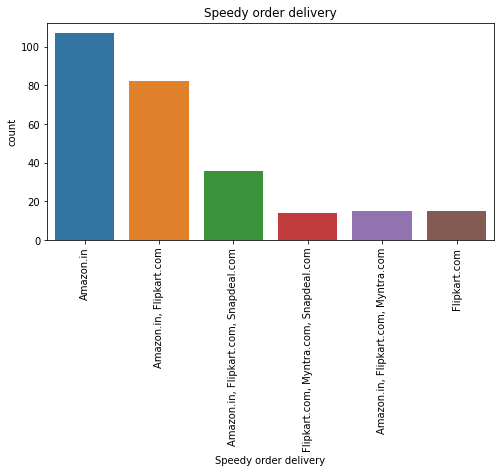 Speedy order delivery
count
100
80
60
40
20
0
Amazon.in
Amazon.in, Flipkart.com
Amazon.in, Flipkart.com, Snapdeal.com
Flipkart.com, Myntra.com, Snapdeal.com
Amazon.in, Flipkart.com, Myntra.com
Flipkart.com
Speedy order delivery